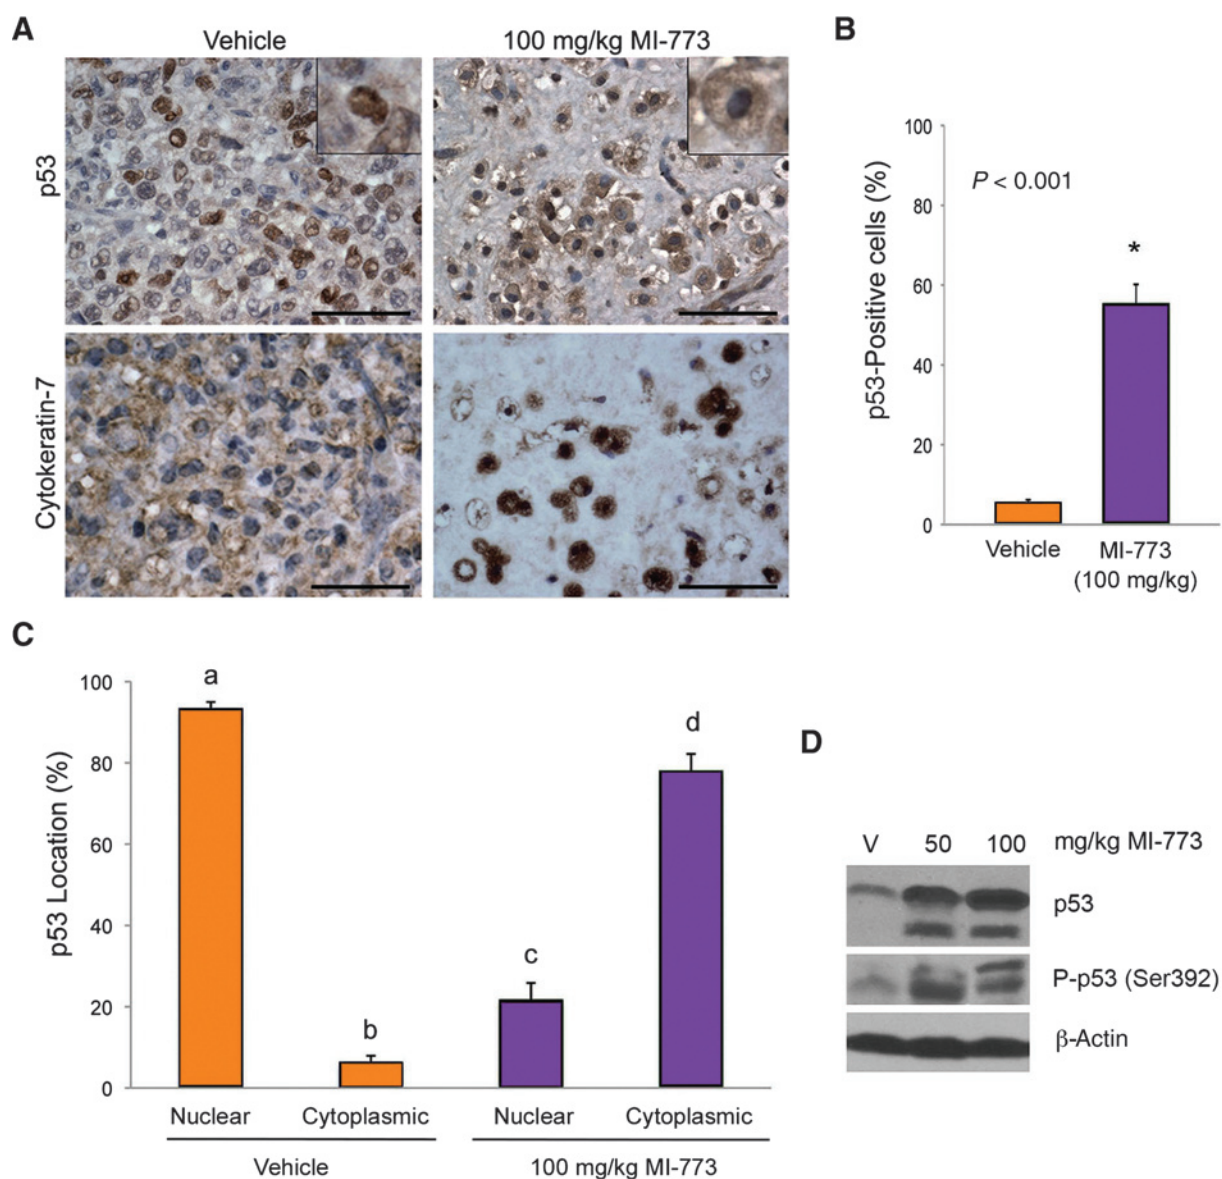 A
Vehicle
100 mg/kg MI-773
p53
Cytokeratin-7
B
p53-Positive cells (%)
100
80
60
40
20
0
P < 0.001
*
Vehicle
MI-773
(100 mg/kg)
C
p53 Location (%)
100
80
60
40
20
0
a
b
c
d
Nuclear
Cytoplasmic
Nuclear
Cytoplasmic
Vehicle
100 mg/kg MI-773
D
V 50 100 mg/kg MI-773
p53
P-p53 (Ser392)
β-Actin